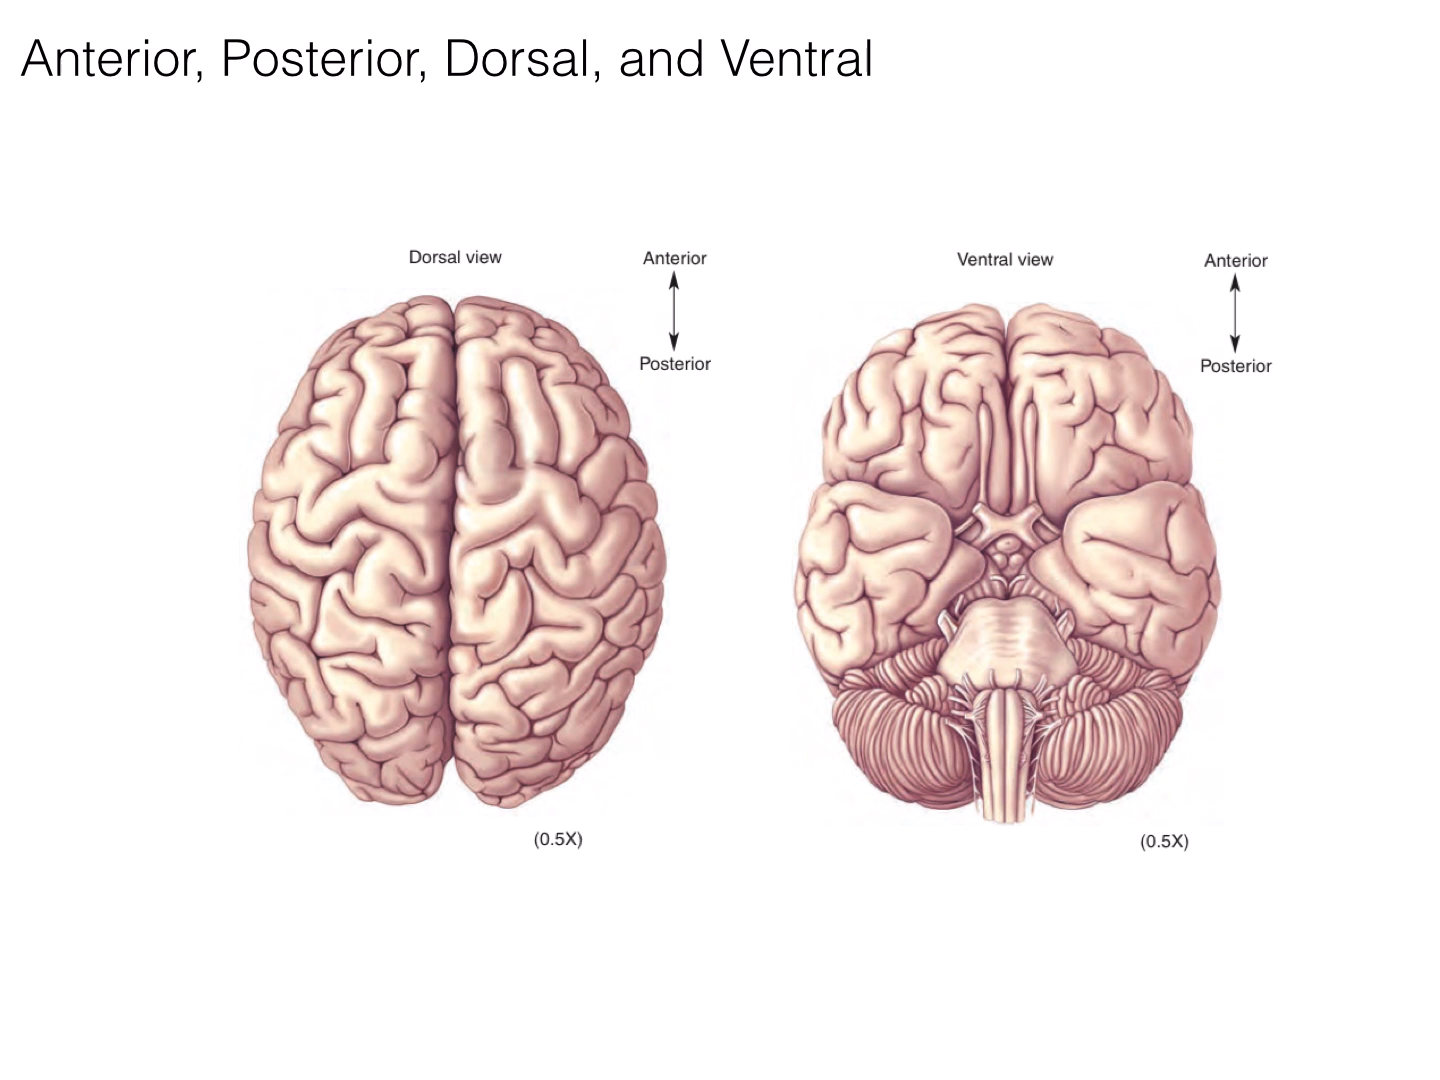 Anterior, Posterior, Dorsal, and Ventral
Dorsal view
Anterior
Posterior
(0.5X)
Ventral view
Anterior
Posterior
(0.5X)